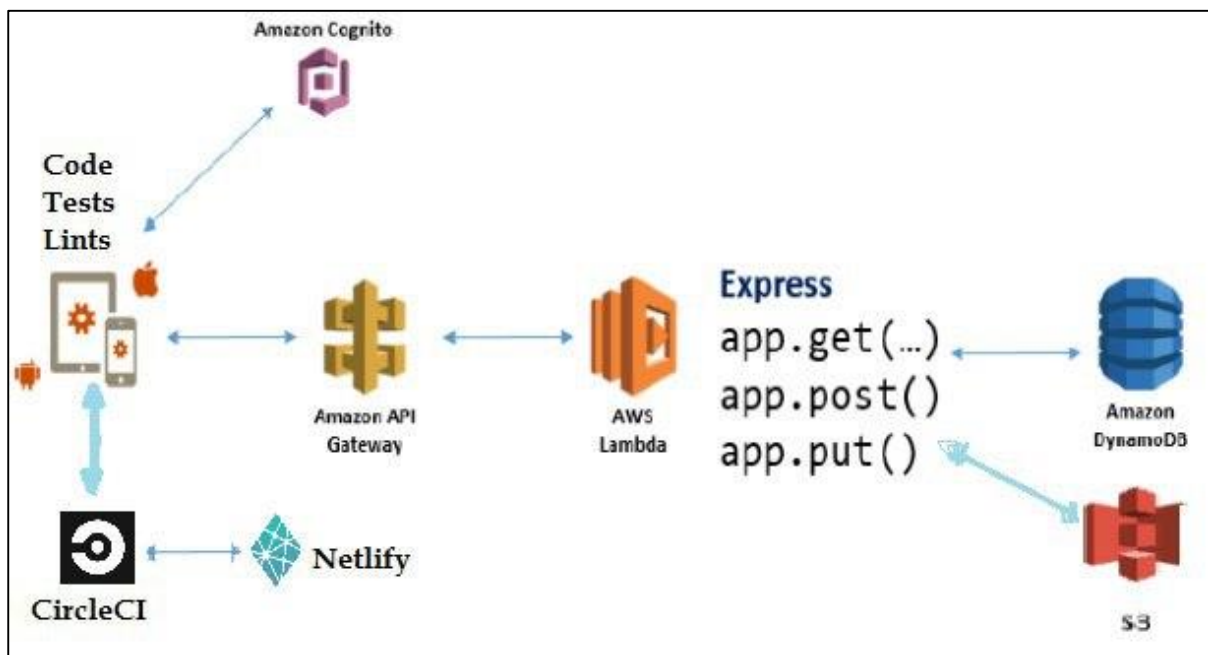 Amazon Cognito
Code
Tests
Lints
Express
app.get(…)
app.post()
app.put()
Amazon API
Gateway
AWS
Lambda
Amazon
DynamoDB
CircleCI
Netlify
S3